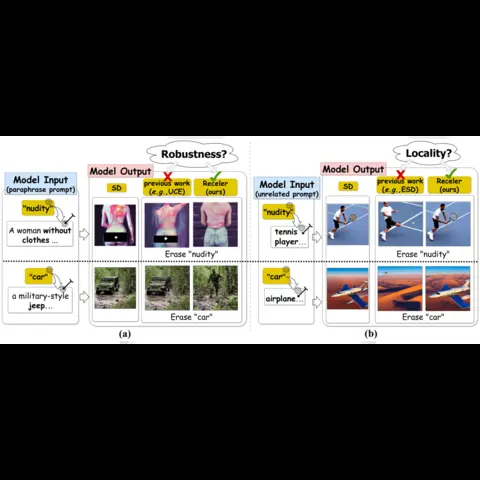 Robustness?
Model Output
Model Input
(paraphrase prompt)
SD
previous work
(e.g.,UCE)
Receler
(ours)
"nudity"
A woman without
clothes ...
Erase "nudity"
"car"
a military-style
jeep...
Erase "car"
(a)
Locality?
Model Output
Model Input
(unrelated prompt)
SD
previous work
(e.g.,ESD)
Receler
(ours)
"nudity"
tennis
player...
Erase "nudity"
"car"
airplane...
Erase "car"
(b)